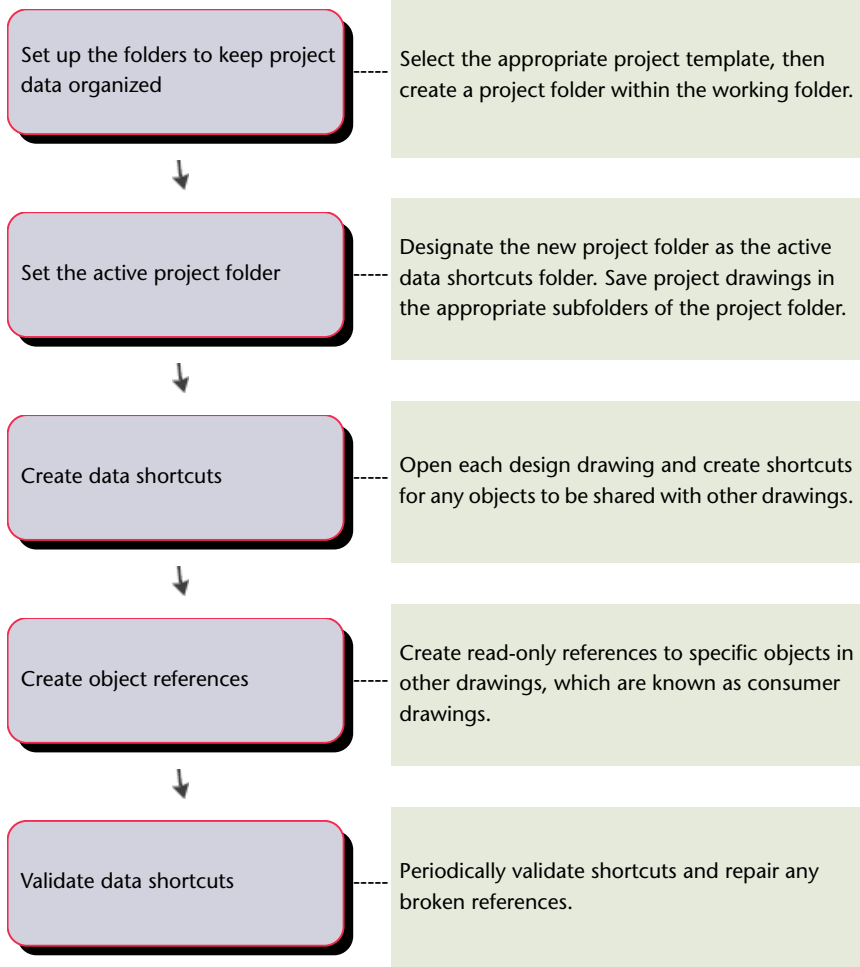 Set up the folders to keep project
data organized
Select the appropriate project template, then
create a project folder within the working folder.
Set the active project folder
Designate the new project folder as the active
data shortcuts folder. Save project drawings in
the appropriate subfolders of the project folder.
Create data shortcuts
Open each design drawing and create shortcuts
for any objects to be shared with other drawings.
Create object references
Create read-only references to specific objects in
other drawings, which are known as consumer
drawings.
Validate data shortcuts
Periodically validate shortcuts and repair any
broken references.